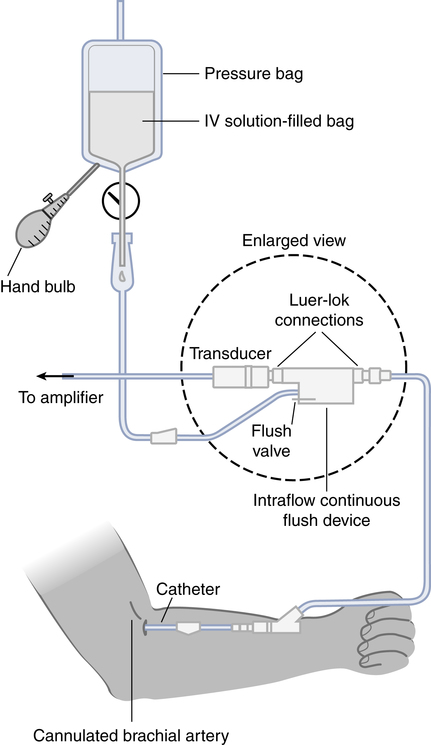 Pressure bag
IV solution-filled bag
Hand bulb
Enlarged view
Luer-lok
connections
Transducer
To amplifier
Flush
valve
Intraflow continuous
flush device
Catheter
Cannulated brachial artery